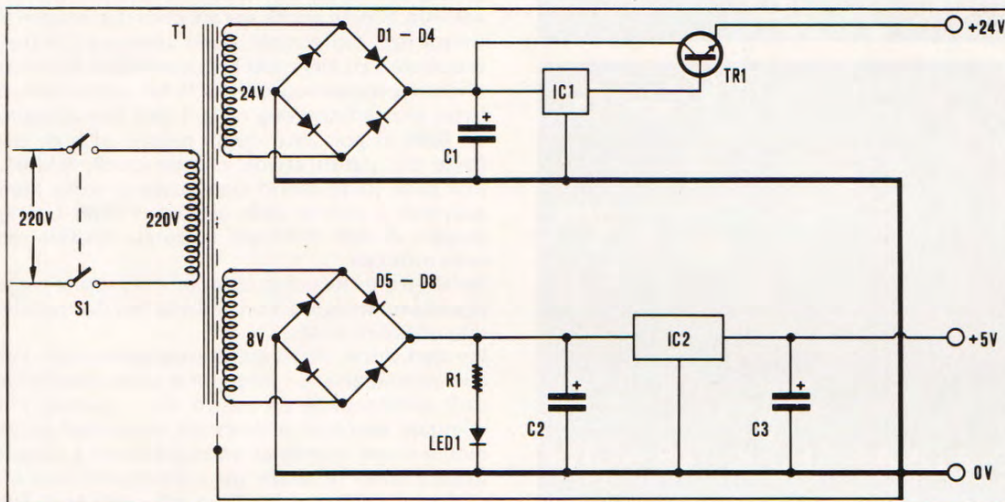 T1
D1 – D4
+24V
TR1
24V
IC1
+
C1
220V
220V
S1
D5 – D8
8V
IC2
+5V
R1
+
+
LED1
C2
C3
0V